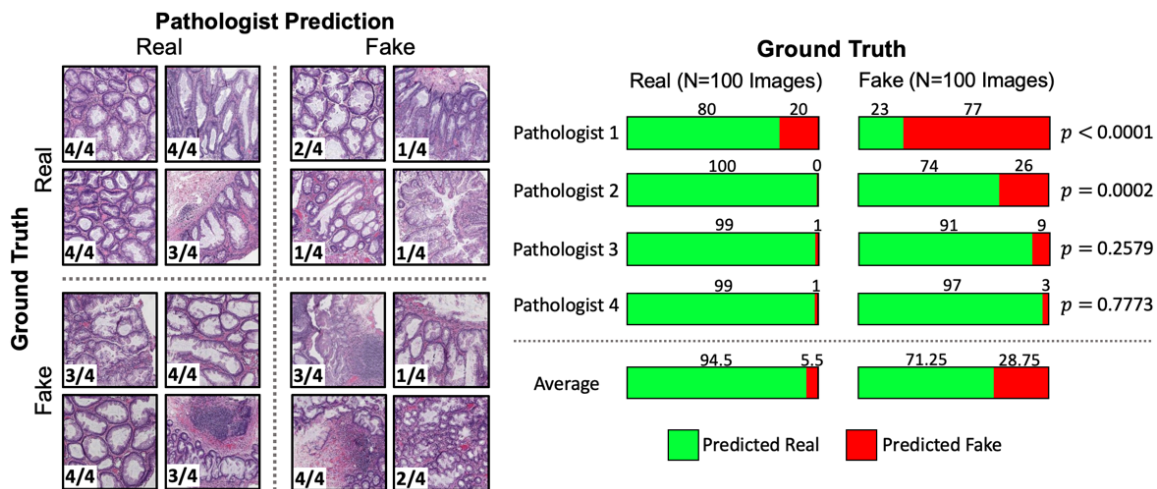 Pathologist Prediction
Real Fake
Ground Truth
Real
4/4 4/4 2/4 1/4
4/4 3/4 1/4 1/4
Fake
3/4 4/4 3/4 1/4
4/4 3/4 4/4 2/4
Ground Truth
Real (N=100 Images) Fake (N=100 Images)
80 20 23 77
Pathologist 1 p < 0.0001
100 0 74 26
Pathologist 2 p = 0.0002
99 1 91 9
Pathologist 3 p = 0.2579
99 1 97 3
Pathologist 4 p = 0.7773
94.5 5.5 71.25 28.75
Average
Predicted Real Predicted Fake